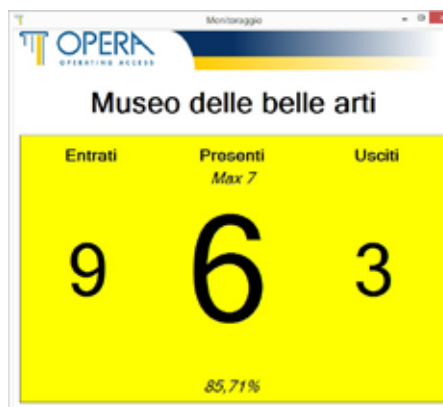 Monitoraggio
OPERA
OPERATING ACCESS
Museo delle belle arti
Entrati Presenti Usciti
Max 7
9 6 3
85,71%